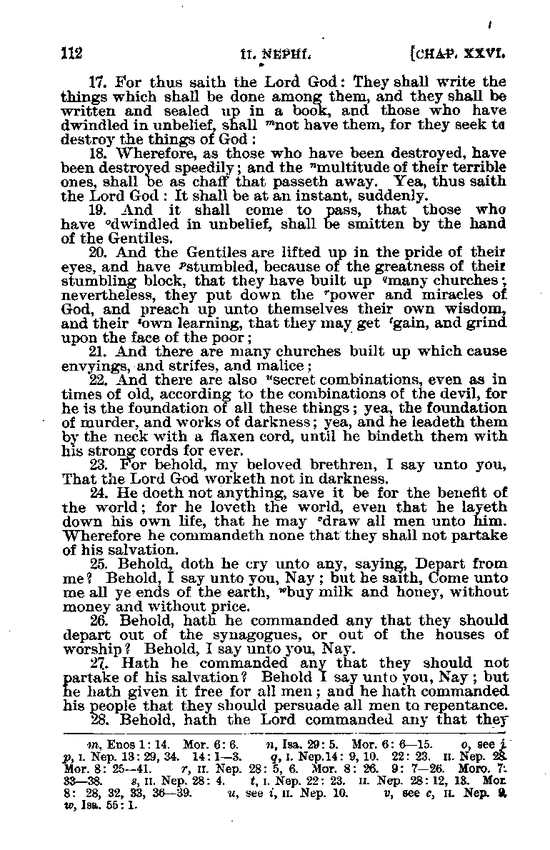 112 II. NEPHI. [CHAP. XXVI.
17. For thus saith the Lord God: They shall write the
things which shall be done among them, and they shall be
written and sealed up in a book, and those who have
dwindled in unbelief, shall ᵐnot have them, for they seek to
destroy the things of God:
18. Wherefore, as those who have been destroyed, have
been destroyed speedily; and the ⁿmultitude of their terrible
ones, shall be as chaff that passeth away. Yea, thus saith
the Lord God: It shall be at an instant, suddenly.
19. And it shall come to pass, that those who
have ᵒdwindled in unbelief, shall be smitten by the hand
of the Gentiles.
20. And the Gentiles are lifted up in the pride of their
eyes, and have ᵖstumbled, because of the greatness of their
stumbling block, that they have built up qmany churches;
nevertheless, they put down the ʳpower and miracles of
God, and preach up unto themselves their own wisdom,
and their ˢown learning, that they may get ᵗgain, and grind
upon the face of the poor;
21. And there are many churches built up which cause
envyings, and strifes, and malice;
22. And there are also ᵘsecret combinations, even as in
times of old, according to the combinations of the devil, for
he is the foundation of all these things; yea, the foundation
of murder, and works of darkness; yea, and he leadeth them
by the neck with a flaxen cord, until he bindeth them with
his strong cords for ever.
23. For behold, my beloved brethren, I say unto you,
That the Lord God worketh not in darkness.
24. He doeth not anything, save it be for the benefit of
the world; for he loveth the world, even that he layeth
down his own life, that he may ᵛdraw all men unto him.
Wherefore he commandeth none that they shall not partake
of his salvation.
25. Behold, doth he cry unto any, saying, Depart from
me? Behold, I say unto you, Nay; but he saith, Come unto
me all ye ends of the earth, ʷbuy milk and honey, without
money and without price.
26. Behold, hath he commanded any that they should
depart out of the synagogues, or out of the houses of
worship? Behold, I say unto you, Nay.
27. Hath he commanded any that they should not
partake of his salvation? Behold I say unto you, Nay; but
he hath given it free for all men; and he hath commanded
his people that they should persuade all men to repentance.
28. Behold, hath the Lord commanded any that they
m, Enos 1: 14. Mor. 6: 6. n, Isa. 29: 5. Mor. 6: 6—15. o, see j
p, I. Nep. 13: 29, 34. 14: 1—3. q, I. Nep. 14: 9, 10. 22: 23. II. Nep. 28.
Mor. 8: 25—41. r, II. Nep. 28: 5, 6. Mor. 8: 26. 9: 7—26. Moro. 7:
33—38. s, II. Nep. 28: 4. t, I. Nep. 22: 23. II. Nep. 28: 12, 13. Mor.
8: 28, 32, 33, 36—39. u, see i, II. Nep. 10. v, see c, II. Nep. 2.
w, Isa. 55: 1.